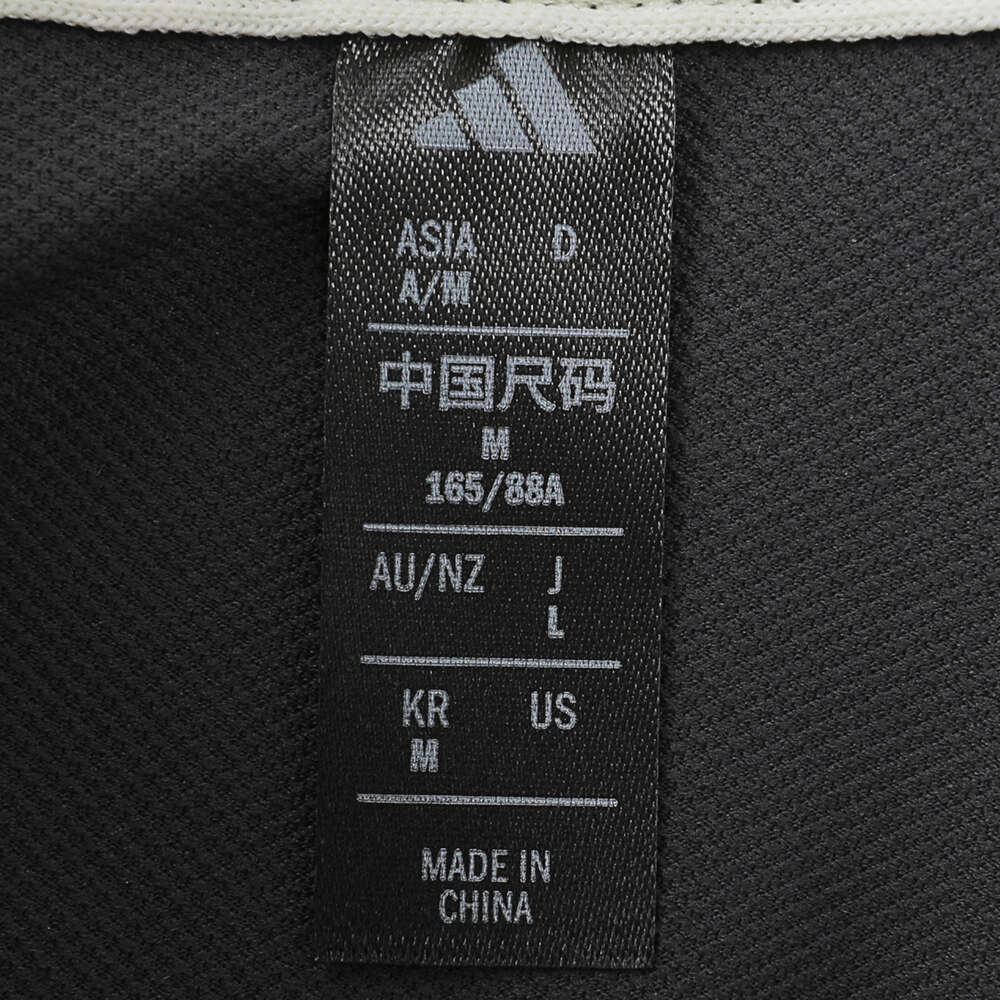 ASIA D
A/M
中国尺码
M
165/88A
AU/NZ J
L
KR US
M
MADE IN
CHINA